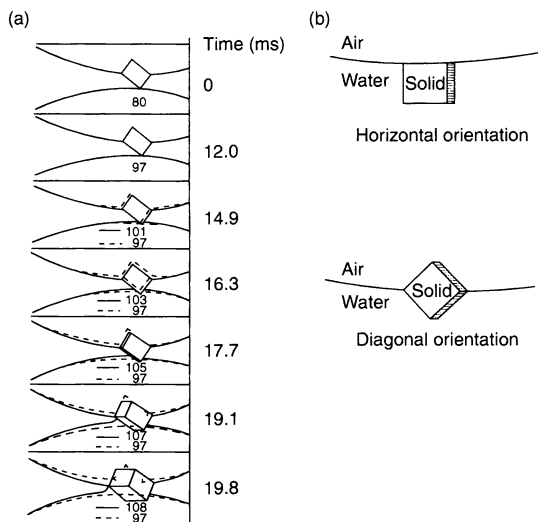 (a)
Time (ms)
80
0
97
12.0
101
97
14.9
103
97
16.3
105
97
17.7
107
97
19.1
108
97
19.8
(b)
Air
Water
Solid
Horizontal orientation
Air
Water
Solid
Diagonal orientation